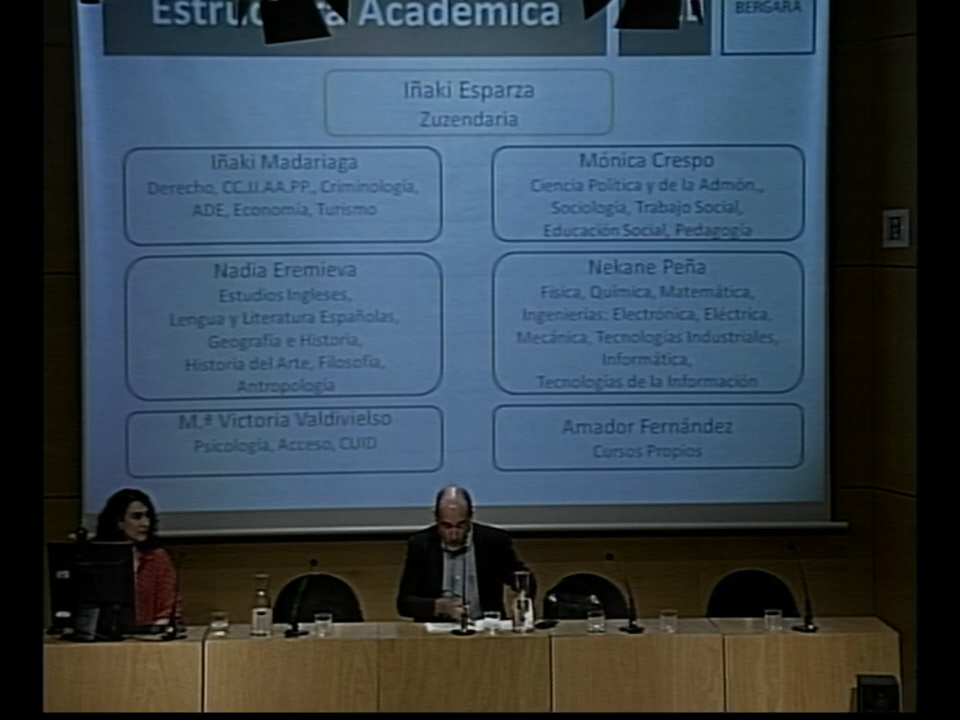 Estructura Académica
BERGARA
Iñaki Esparza
Zuzendaria
Iñaki Madariaga
Derecho, CC.JJ.AA.PP., Criminología,
ADE, Economía, Turismo
Mónica Crespo
Ciencia Política y de la Admón.,
Sociología, Trabajo Social,
Educación Social, Pedagogía
Nadia Eremieva
Estudios Ingleses,
Lengua y Literatura Españolas,
Geografía e Historia,
Historia del Arte, Filosofía,
Antropología
Nekane Peña
Física, Química, Matemática,
Ingenierías: Electrónica, Eléctrica,
Mecánica, Tecnologías Industriales,
Informática,
Tecnologías de la Información
M.ª Victoria Valdivielso
Psicología, Acceso, CUID
Amador Fernández
Cursos Propios